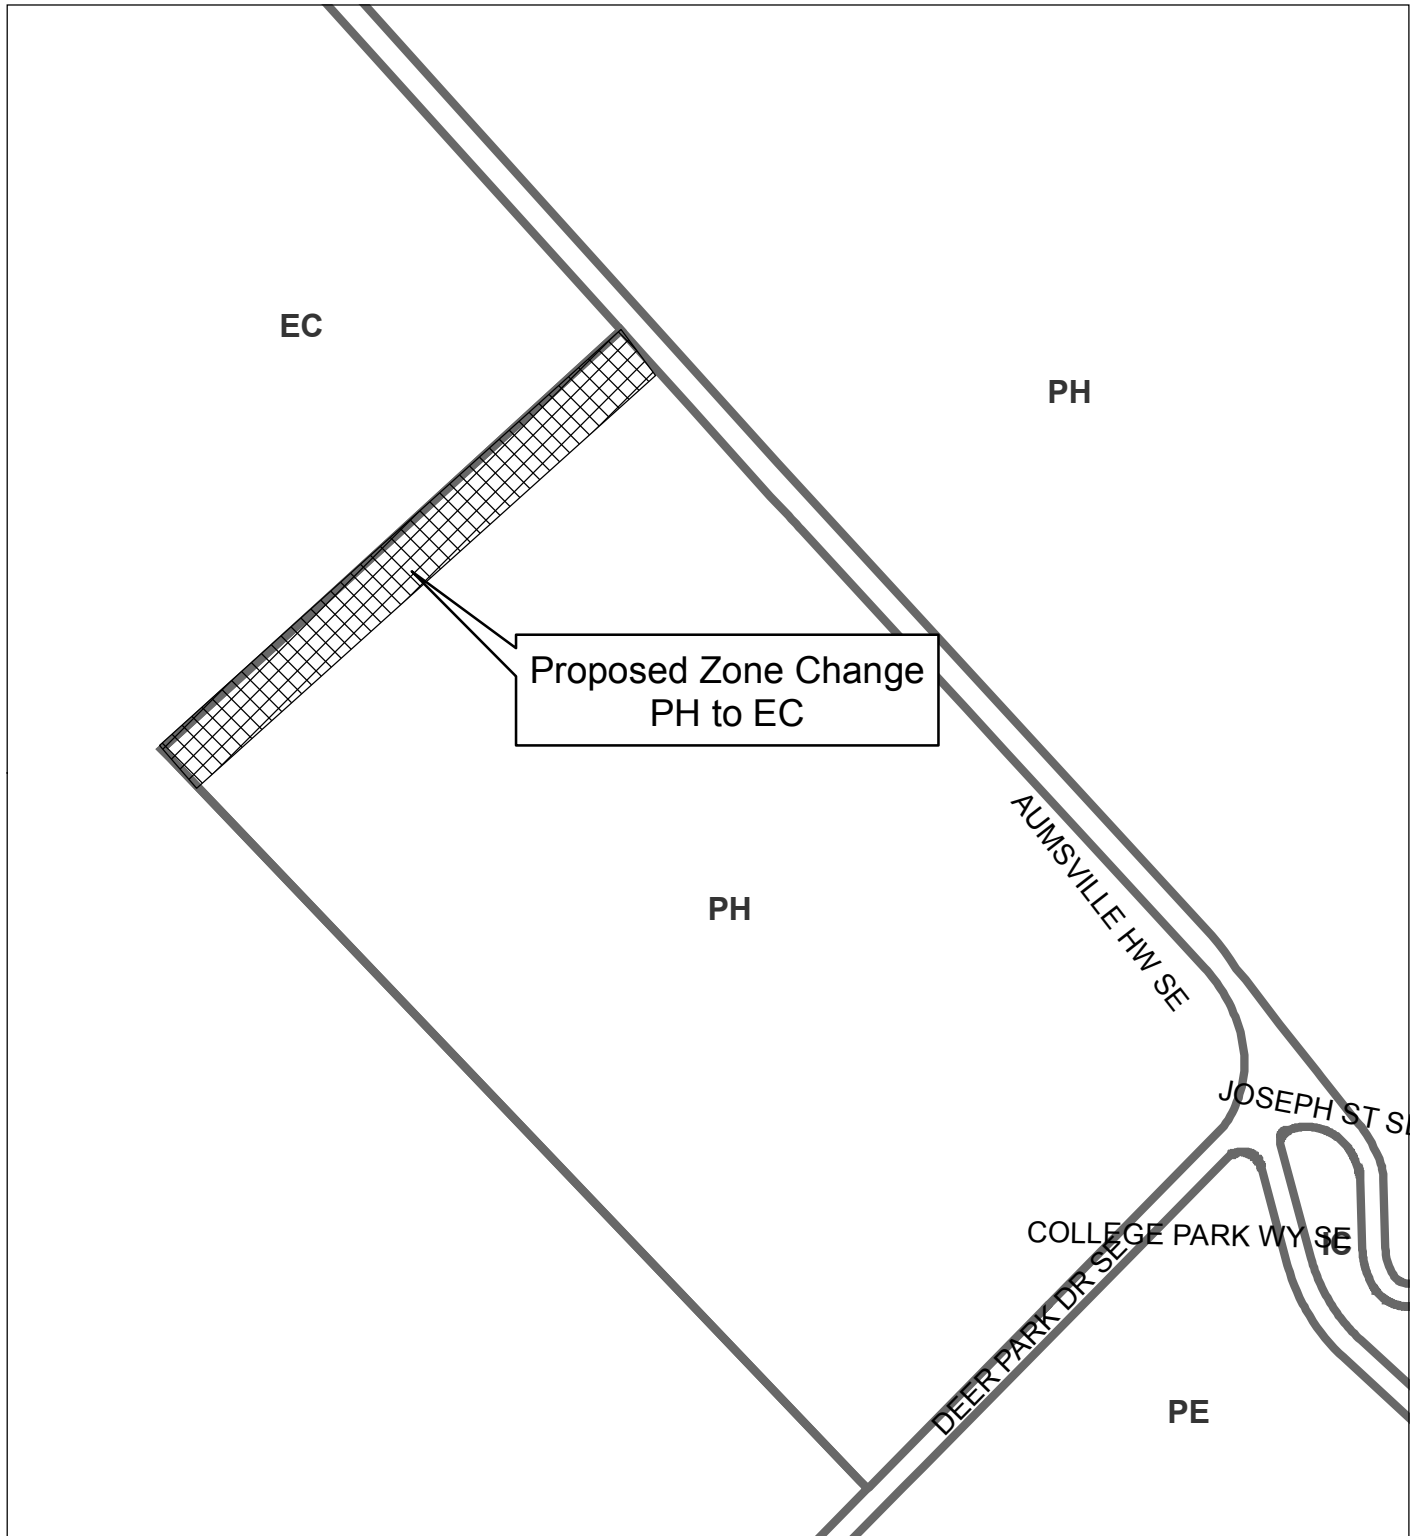 EC
PH
Proposed Zone Change
PH to EC
AUMSVILLE HW SE
PH
JOSEPH ST SE
COLLEGE PARK WY SE
IC
DEER PARK DR SE
PE